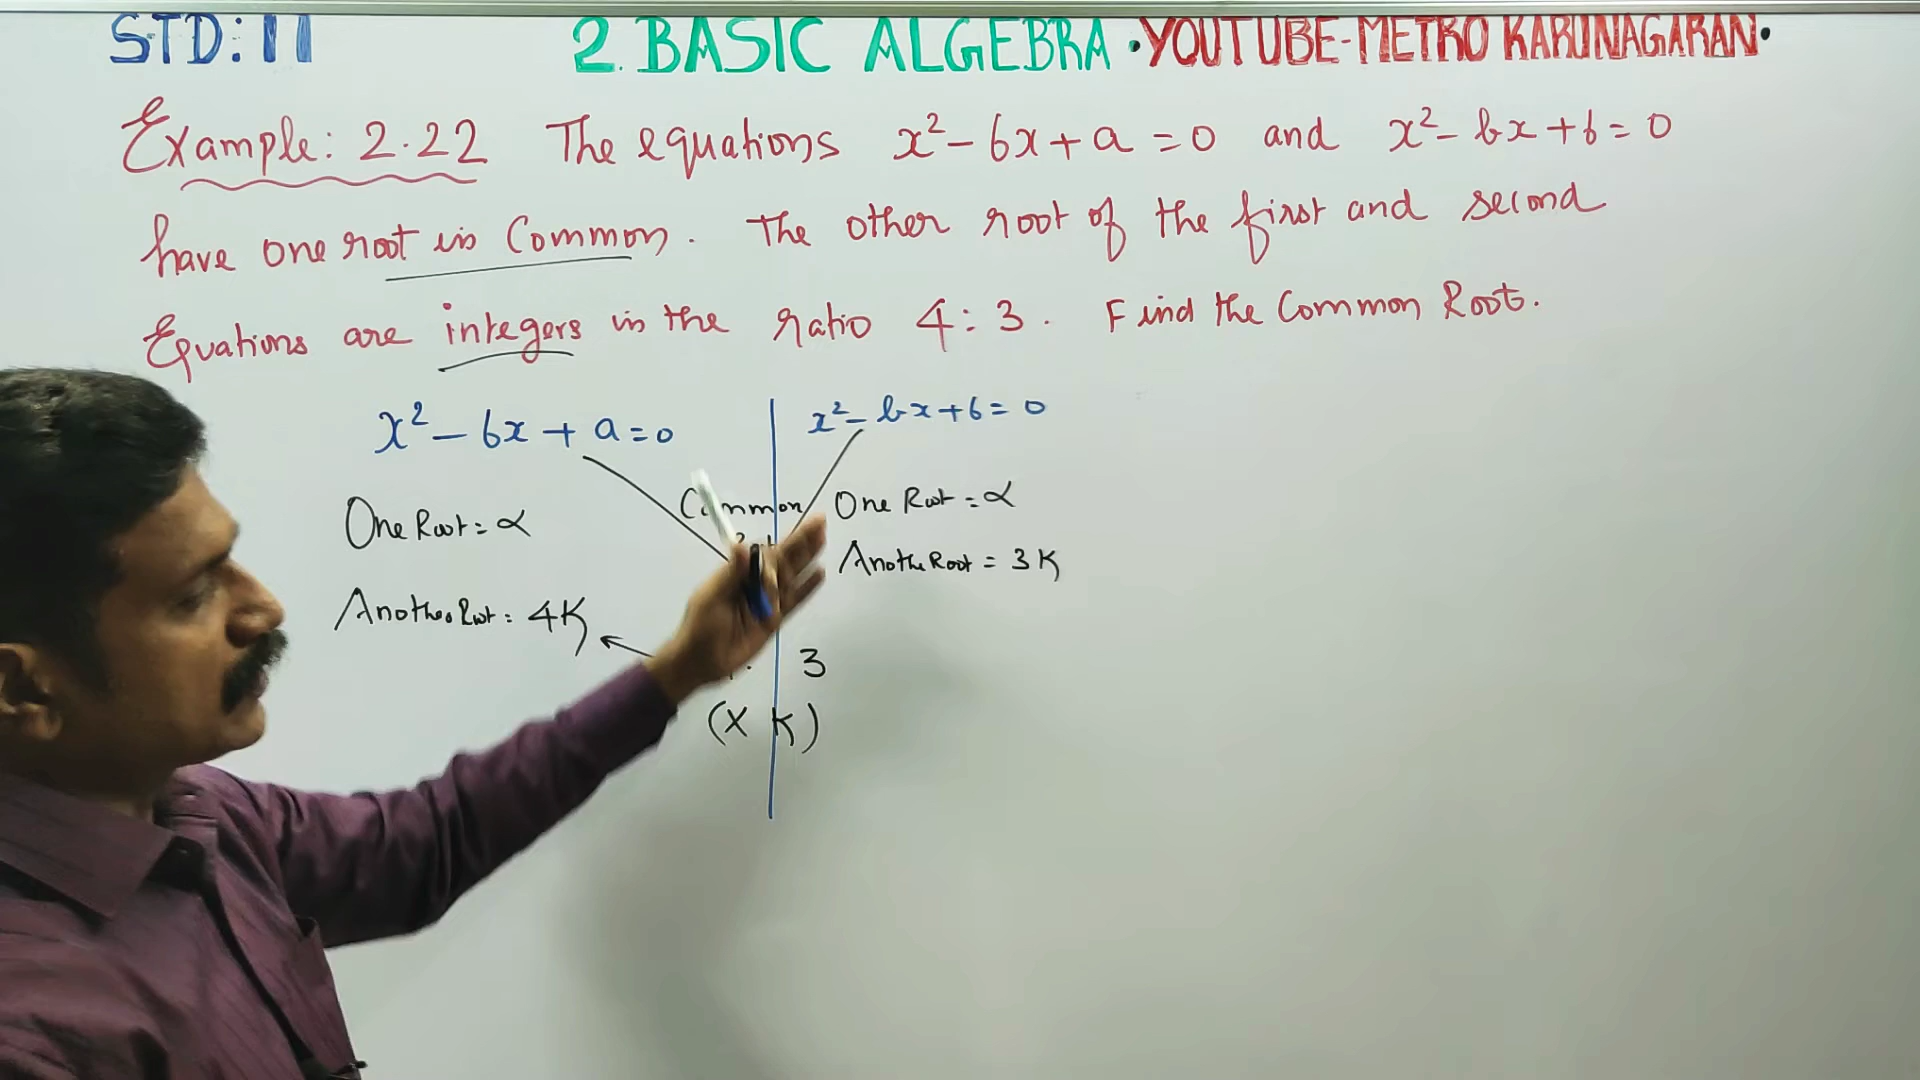 STD: 11
2. BASIC ALGEBRA • YOUTUBE-METRO KARUNAGARAN •
Example: 2.22 The equations x² - 6x + a = 0 and x² - bx + 6 = 0
have one root in Common. The other root of the first and second
Equations are integers in the ratio 4:3. Find the Common Root.
x² - 6x + a = 0
x² - bx + 6 = 0
Common
One Root = α
One Root = α
Another Root = 4K
Anothe Root = 3K
3
(x K)